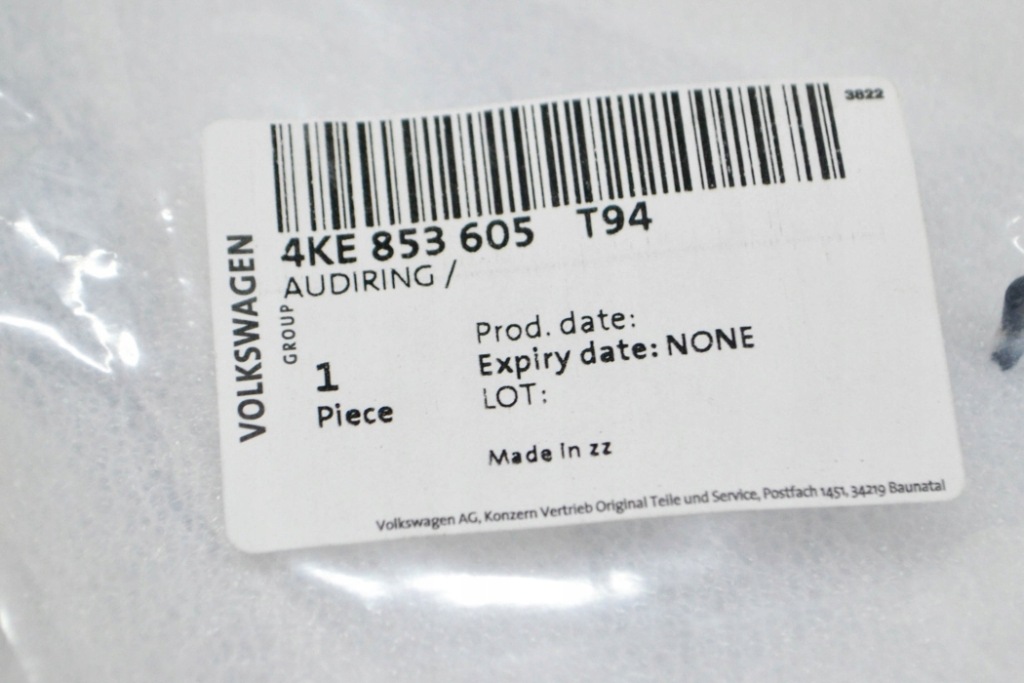 3822
4KE 853 605 T94
AUDIRING /
VOLKSWAGEN
GROUP
Prod. date:
Expiry date: NONE
LOT:
1
Piece
Made in zz
Volkswagen AG, Konzern Vertrieb Original Teile und Service, Postfach 1451, 34219 Baunatal